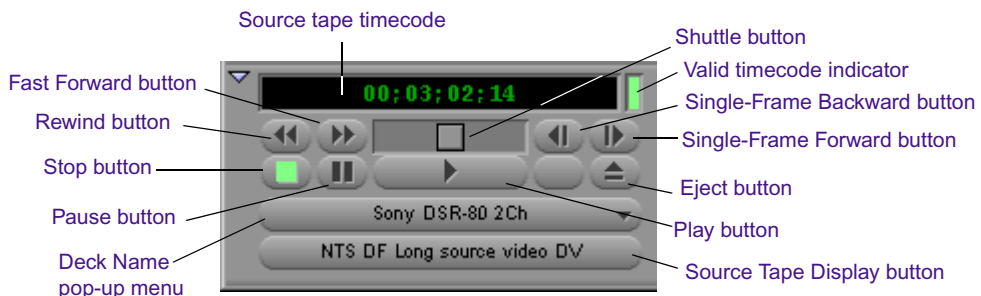 Source tape timecode
Shuttle button
Valid timecode indicator
Fast Forward button
00;03;02;14
Single-Frame Backward button
Rewind button
Single-Frame Forward button
Stop button
Eject button
Pause button
Sony DSR-80 2Ch
Play button
NTS DF Long source video DV
Deck Name
pop-up menu
Source Tape Display button